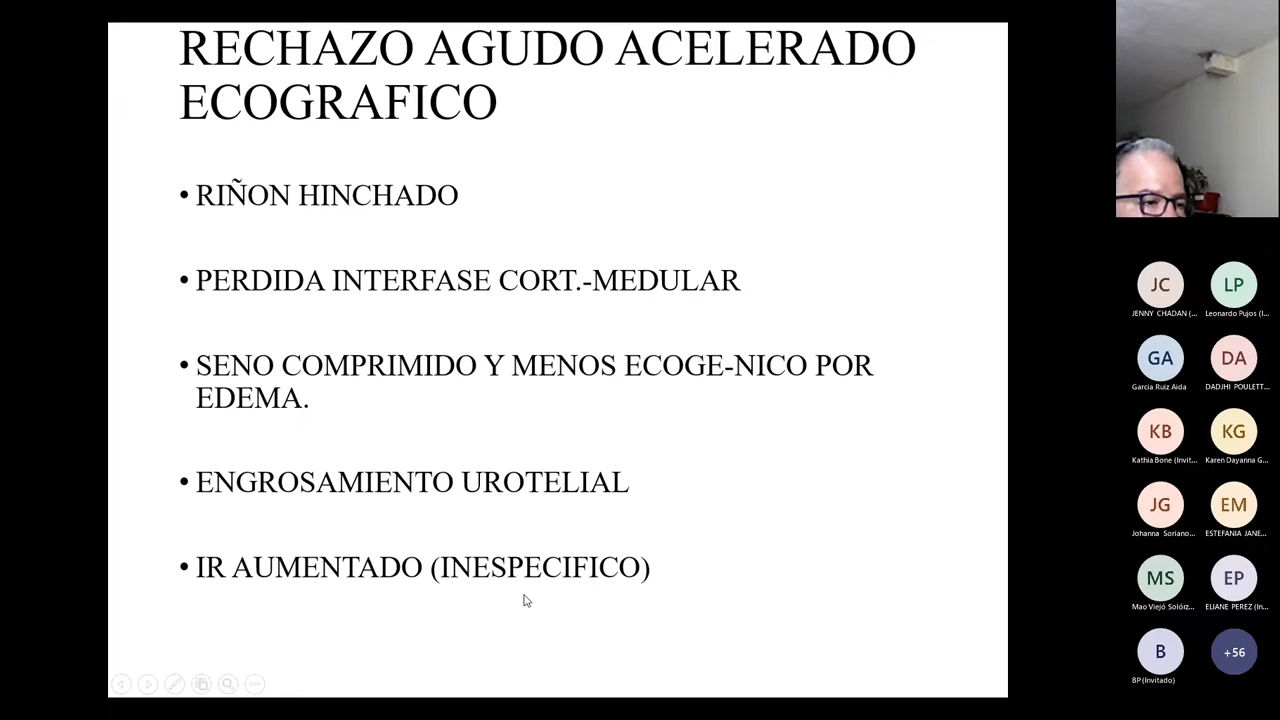 RECHAZO AGUDO ACELERADO
ECOGRAFICO
• RIÑON HINCHADO
• PERDIDA INTERFASE CORT.-MEDULAR
• SENO COMPRIMIDO Y MENOS ECOGE-NICO POR
EDEMA.
• ENGROSAMIENTO UROTELIAL
• IR AUMENTADO (INESPECIFICO)
JC LP
JENNY CHADAN (... Leonardo Pujos (I...
GA DA
Garcia Ruiz Aida DADJHI POULETT...
KB KG
Kathia Bone (Invit... Karen Dayanna G...
JG EM
Johanna Soriano... ESTEFANIA JANE...
MS EP
Mao Viejó Solórz... ELIANE PEREZ (In...
B +56
BP (Invitado)